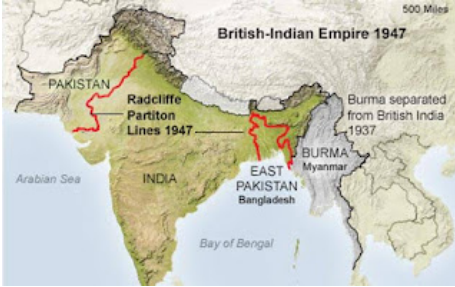 500 Miles
British-Indian Empire 1947
PAKISTAN
Radcliffe
Partiton
Lines 1947
Burma separated
from British India
1937
Arabian Sea
INDIA
EAST
PAKISTAN
Bangladesh
BURMA
Myanmar
Bay of Bengal